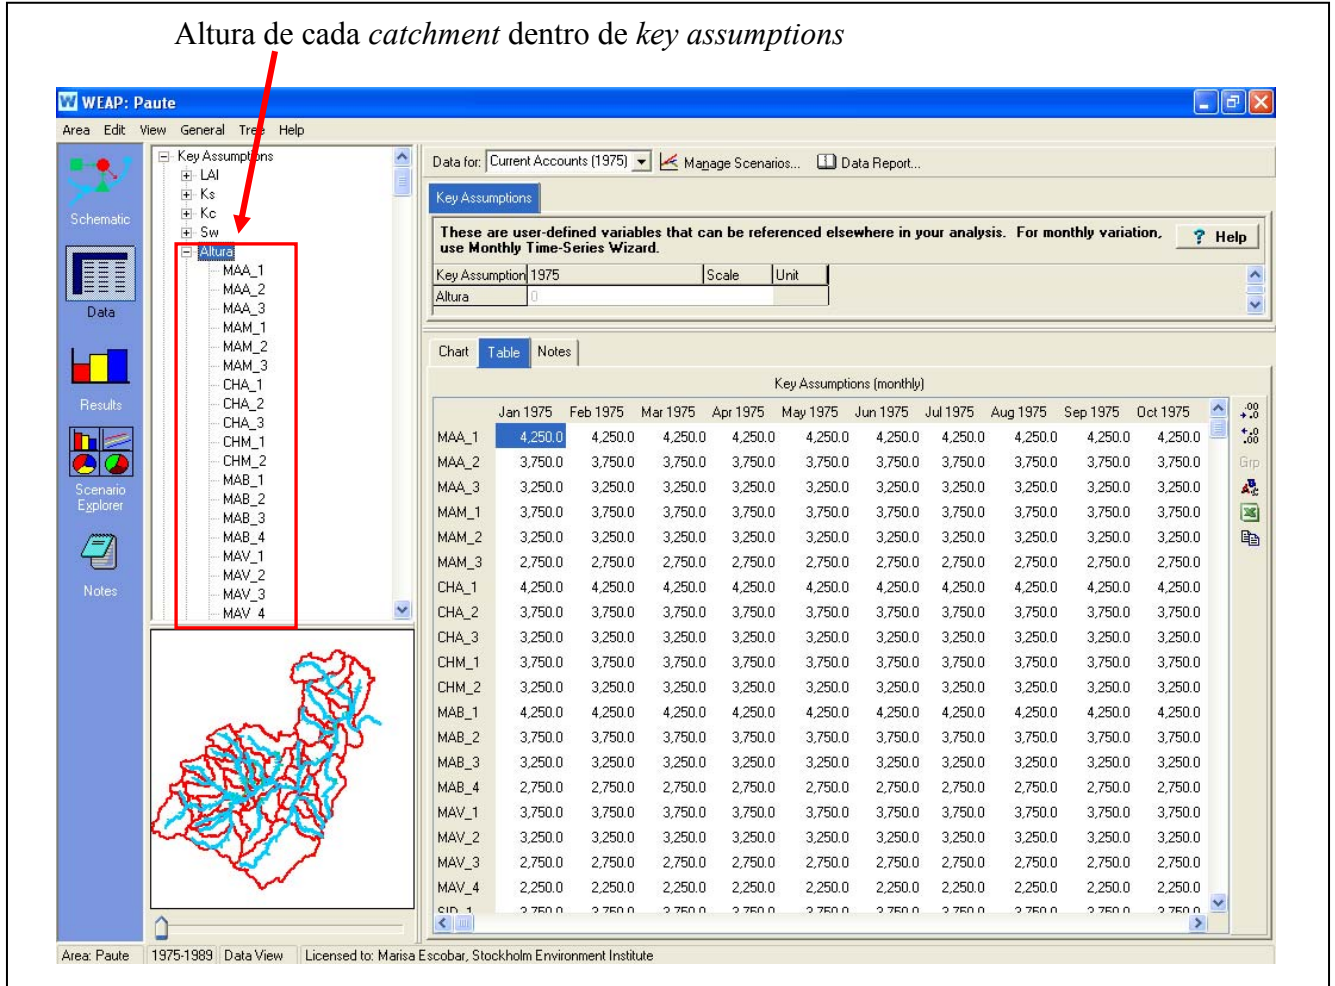 Altura de cada catchment dentro de key assumptions
WEAP: Paute
Area Edit View General Tree Help
Schematic
Data
Results
Scenario
Explorer
Notes
Key Assumptions
LAI
Ks
Kc
Sw
Altura
MAA_1
MAA_2
MAA_3
MAM_1
MAM_2
MAM_3
CHA_1
CHA_2
CHA_3
CHM_1
CHM_2
MAB_1
MAB_2
MAB_3
MAB_4
MAV_1
MAV_2
MAV_3
MAV_4
Data for: Current Accounts (1975) Manage Scenarios... Data Report...
Key Assumptions
These are user-defined variables that can be referenced elsewhere in your analysis. For monthly variation,
use Monthly Time-Series Wizard.
? Help
Key Assumption 1975 Scale Unit
Altura 0
Chart Table Notes
Key Assumptions (monthly)
Jan 1975 Feb 1975 Mar 1975 Apr 1975 May 1975 Jun 1975 Jul 1975 Aug 1975 Sep 1975 Oct 1975
MAA_1 4,250.0 4,250.0 4,250.0 4,250.0 4,250.0 4,250.0 4,250.0 4,250.0 4,250.0 4,250.0
MAA_2 3,750.0 3,750.0 3,750.0 3,750.0 3,750.0 3,750.0 3,750.0 3,750.0 3,750.0 3,750.0
MAA_3 3,250.0 3,250.0 3,250.0 3,250.0 3,250.0 3,250.0 3,250.0 3,250.0 3,250.0 3,250.0
MAM_1 3,750.0 3,750.0 3,750.0 3,750.0 3,750.0 3,750.0 3,750.0 3,750.0 3,750.0 3,750.0
MAM_2 3,250.0 3,250.0 3,250.0 3,250.0 3,250.0 3,250.0 3,250.0 3,250.0 3,250.0 3,250.0
MAM_3 2,750.0 2,750.0 2,750.0 2,750.0 2,750.0 2,750.0 2,750.0 2,750.0 2,750.0 2,750.0
CHA_1 4,250.0 4,250.0 4,250.0 4,250.0 4,250.0 4,250.0 4,250.0 4,250.0 4,250.0 4,250.0
CHA_2 3,750.0 3,750.0 3,750.0 3,750.0 3,750.0 3,750.0 3,750.0 3,750.0 3,750.0 3,750.0
CHA_3 3,250.0 3,250.0 3,250.0 3,250.0 3,250.0 3,250.0 3,250.0 3,250.0 3,250.0 3,250.0
CHM_1 3,750.0 3,750.0 3,750.0 3,750.0 3,750.0 3,750.0 3,750.0 3,750.0 3,750.0 3,750.0
CHM_2 3,250.0 3,250.0 3,250.0 3,250.0 3,250.0 3,250.0 3,250.0 3,250.0 3,250.0 3,250.0
MAB_1 4,250.0 4,250.0 4,250.0 4,250.0 4,250.0 4,250.0 4,250.0 4,250.0 4,250.0 4,250.0
MAB_2 3,750.0 3,750.0 3,750.0 3,750.0 3,750.0 3,750.0 3,750.0 3,750.0 3,750.0 3,750.0
MAB_3 3,250.0 3,250.0 3,250.0 3,250.0 3,250.0 3,250.0 3,250.0 3,250.0 3,250.0 3,250.0
MAB_4 2,750.0 2,750.0 2,750.0 2,750.0 2,750.0 2,750.0 2,750.0 2,750.0 2,750.0 2,750.0
MAV_1 3,750.0 3,750.0 3,750.0 3,750.0 3,750.0 3,750.0 3,750.0 3,750.0 3,750.0 3,750.0
MAV_2 3,250.0 3,250.0 3,250.0 3,250.0 3,250.0 3,250.0 3,250.0 3,250.0 3,250.0 3,250.0
MAV_3 2,750.0 2,750.0 2,750.0 2,750.0 2,750.0 2,750.0 2,750.0 2,750.0 2,750.0 2,750.0
MAV_4 2,250.0 2,250.0 2,250.0 2,250.0 2,250.0 2,250.0 2,250.0 2,250.0 2,250.0 2,250.0
Grp
Area: Paute 1975-1989 Data View Licensed to: Marisa Escobar, Stockholm Environment Institute